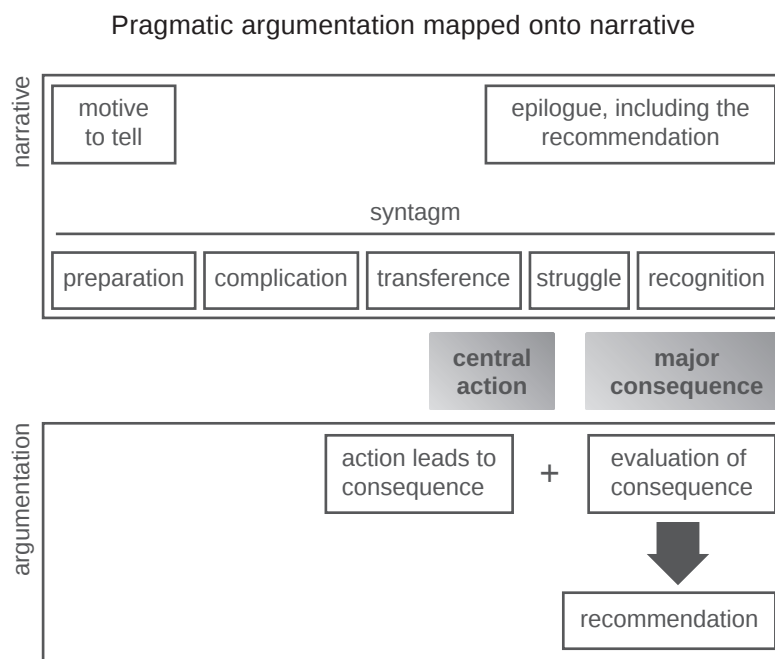 Pragmatic argumentation mapped onto narrative
narrative
motive
to tell
epilogue, including the
recommendation
syntagm
preparation
complication
transference
struggle
recognition
central
action
major
consequence
argumentation
action leads to
consequence
+
evaluation of
consequence
recommendation